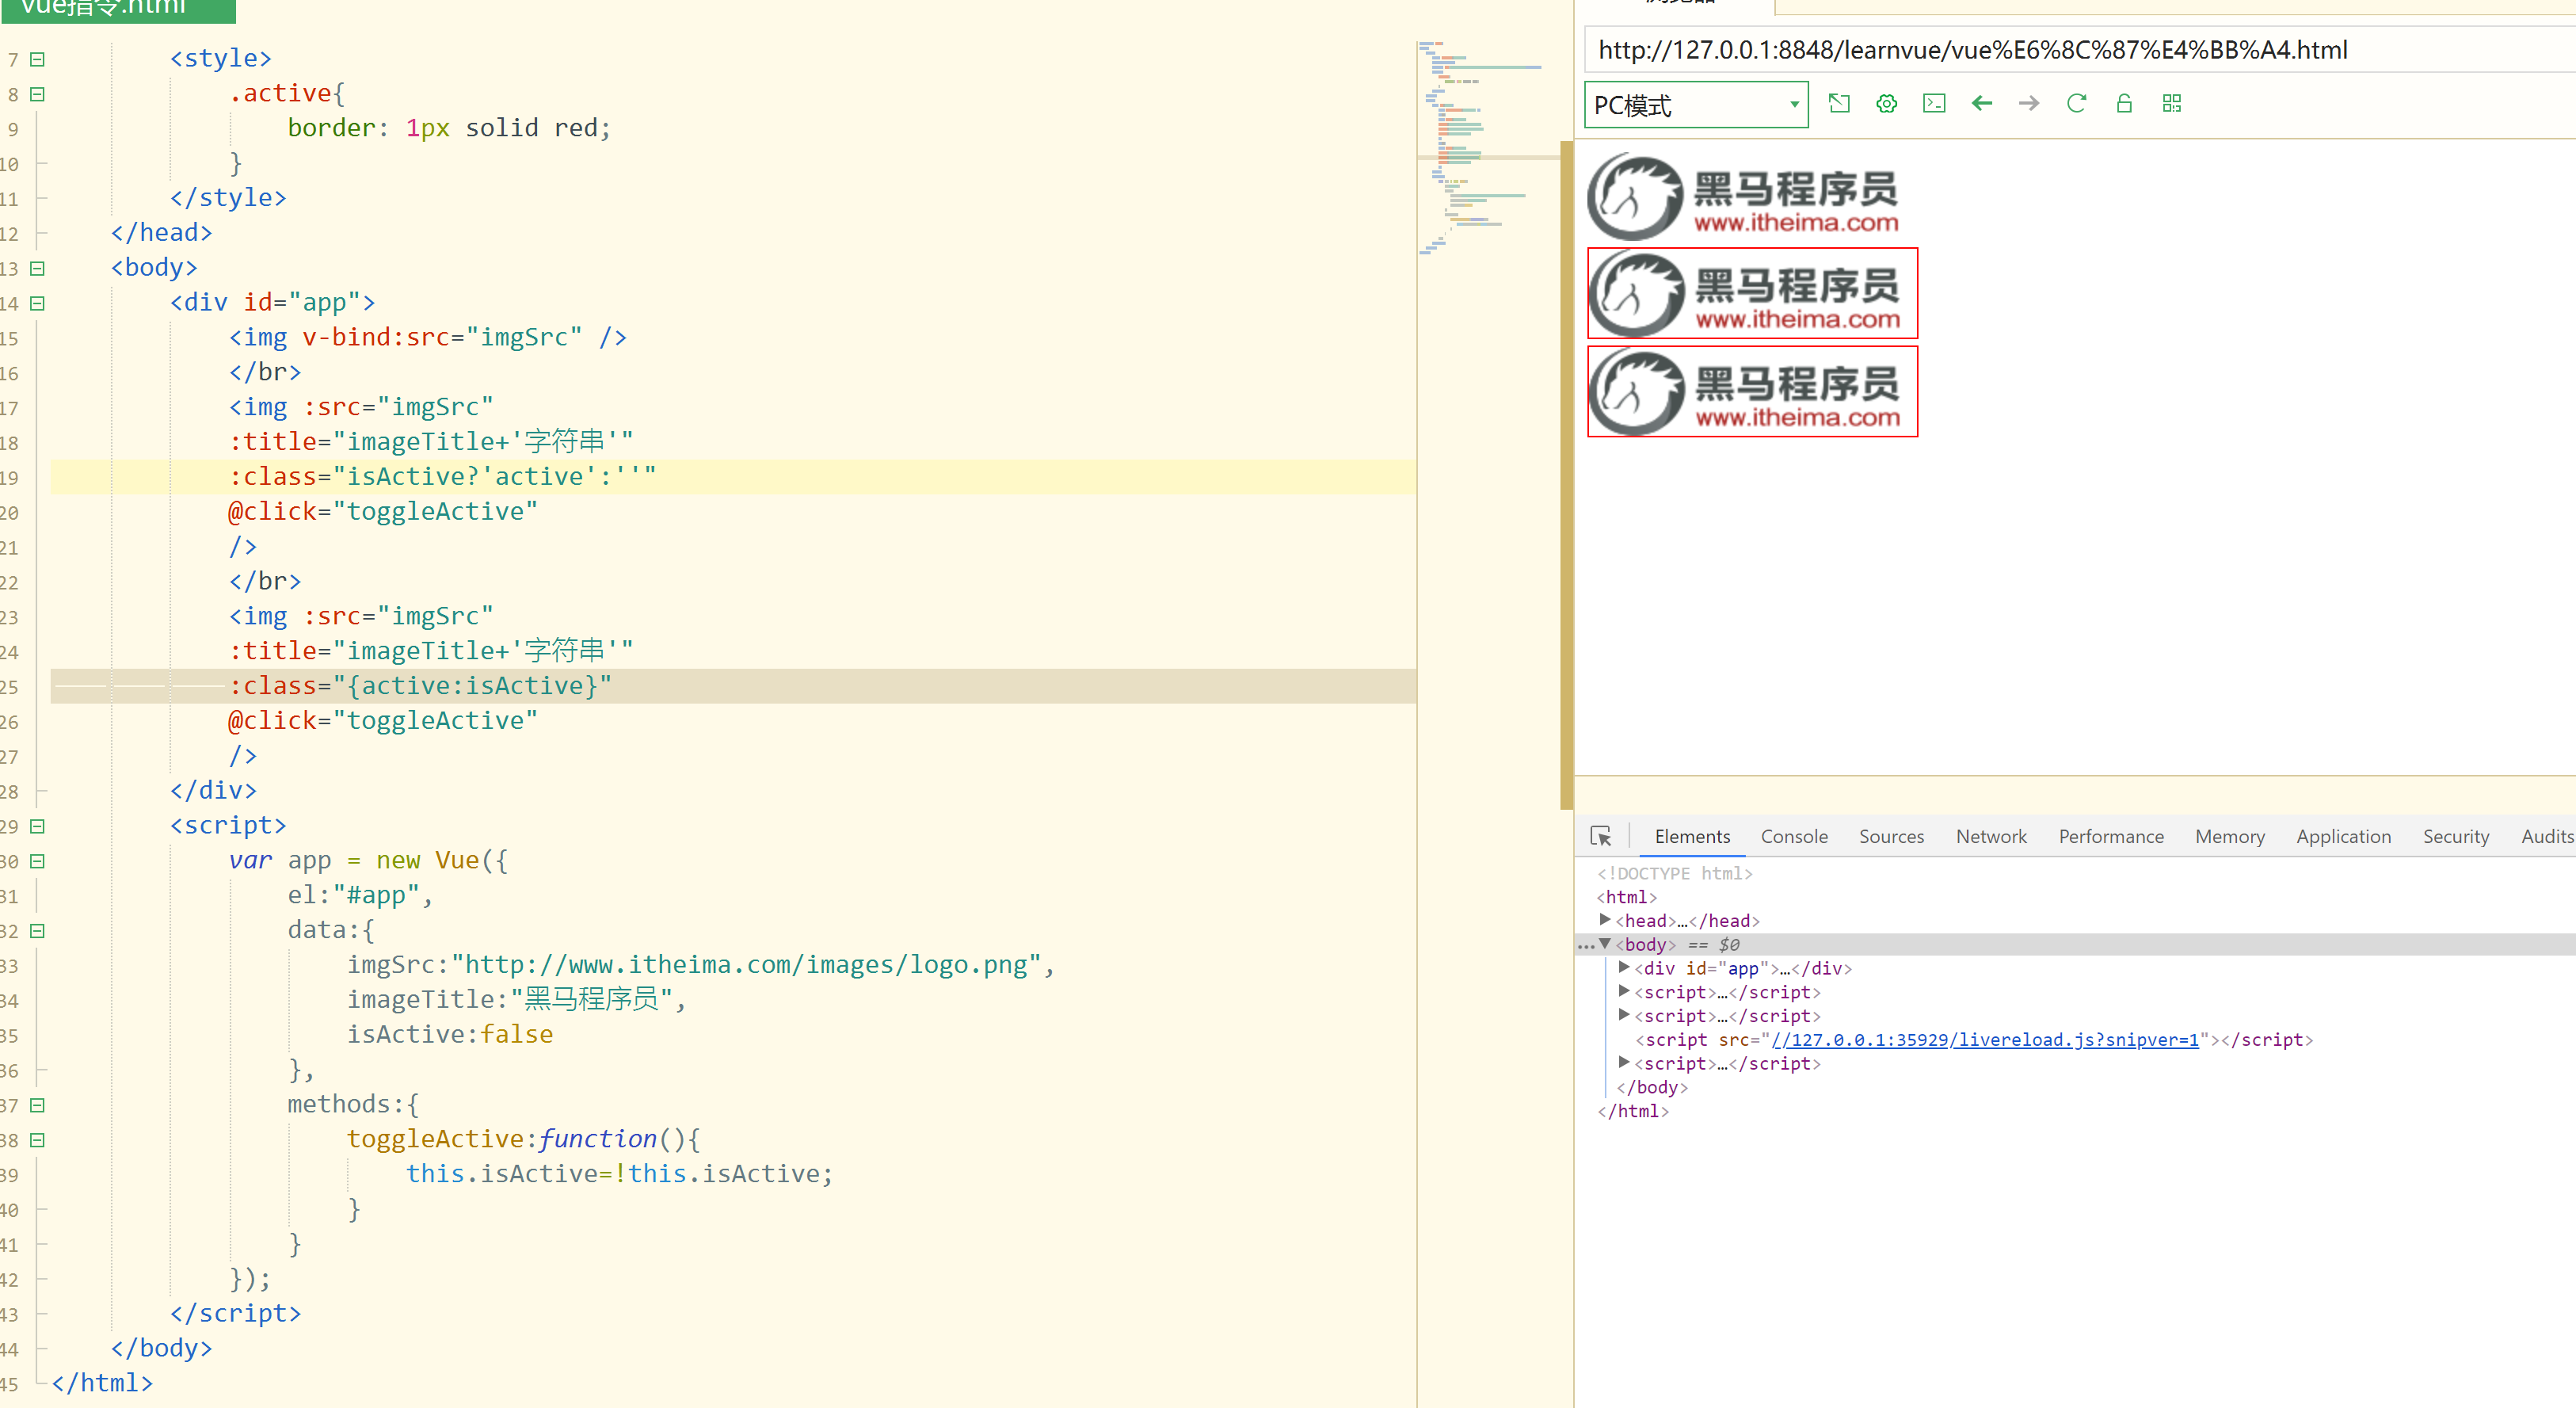 vue指令.html
7 <style>
8 .active{
9 border: 1px solid red;
10 }
11 </style>
12 </head>
13 <body>
14 <div id="app">
15 <img v-bind:src="imgSrc" />
16 </br>
17 <img :src="imgSrc"
18 :title="imageTitle+'字符串'"
19 :class="isActive?'active':''"
20 @click="toggleActive"
21 />
22 </br>
23 <img :src="imgSrc"
24 :title="imageTitle+'字符串'"
25 :class="{active:isActive}"
26 @click="toggleActive"
27 />
28 </div>
29 <script>
30 var app = new Vue({
31 el:"#app",
32 data:{
33 imgSrc:"http://www.itheima.com/images/logo.png",
34 imageTitle:"黑马程序员",
35 isActive:false
36 },
37 methods:{
38 toggleActive:function(){
39 this.isActive=!this.isActive;
40 }
41 }
42 });
43 </script>
44 </body>
45 </html>
浏览器
http://127.0.0.1:8848/learnvue/vue%E6%8C%87%E4%BB%A4.html
PC模式
黑马程序员
www.itheima.com
黑马程序员
www.itheima.com
黑马程序员
www.itheima.com
Elements Console Sources Network Performance Memory Application Security Audits
<!DOCTYPE html>
<html>
<head>…</head>
… <body> == $0
<div id="app">…</div>
<script>…</script>
<script>…</script>
<script src="//127.0.0.1:35929/livereload.js?snipver=1"></script>
<script>…</script>
</body>
</html>